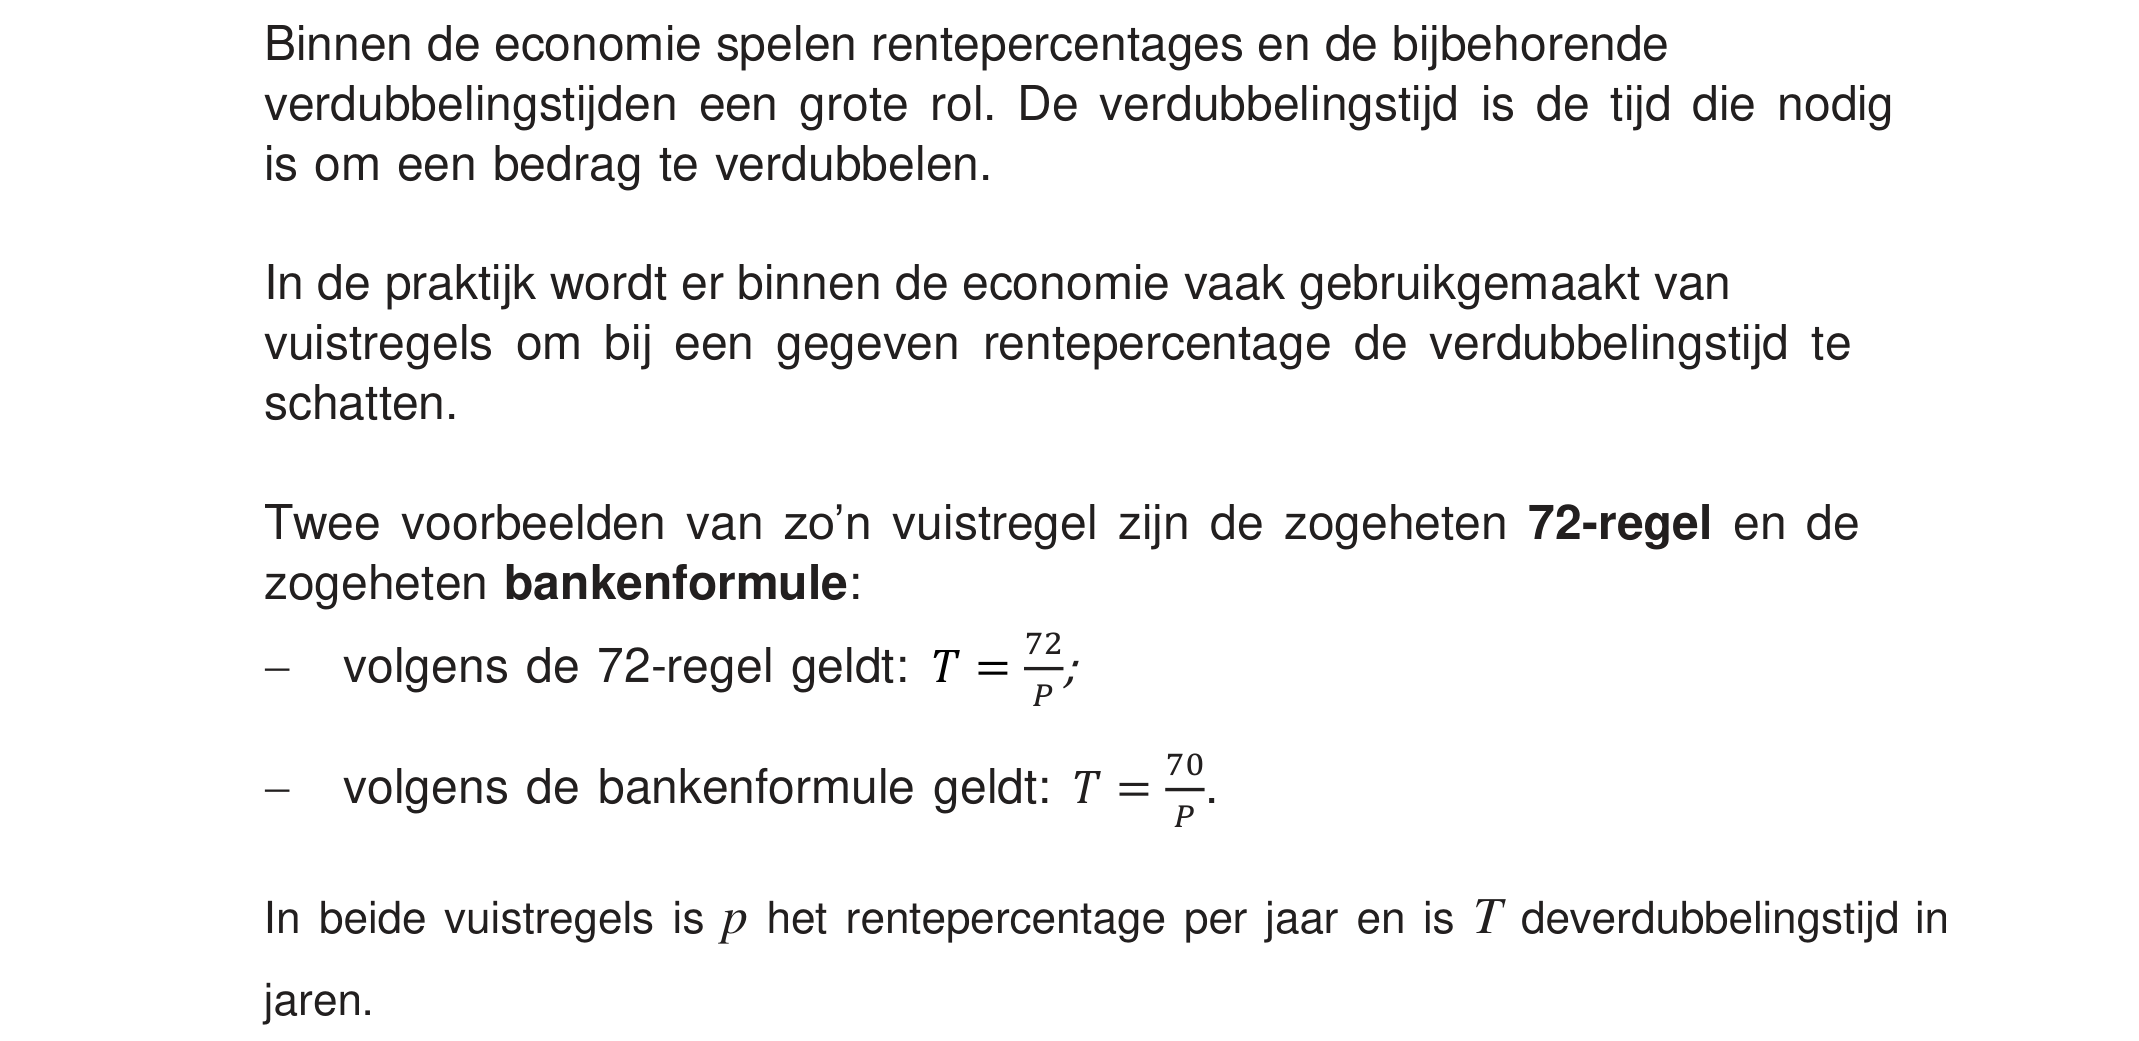 Binnen de economie spelen rentepercentages en de bijbehorende
verdubbelingstijden een grote rol. De verdubbelingstijd is de tijd die nodig
is om een bedrag te verdubbelen.
In de praktijk wordt er binnen de economie vaak gebruikgemaakt van
vuistregels om bij een gegeven rentepercentage de verdubbelingstijd te
schatten.
Twee voorbeelden van zo’n vuistregel zijn de zogeheten 72-regel en de
zogeheten bankenformule:
– volgens de 72-regel geldt: T = 72/P;
– volgens de bankenformule geldt: T = 70/P.
In beide vuistregels is p het rentepercentage per jaar en is T deverdubbelingstijd in
jaren.